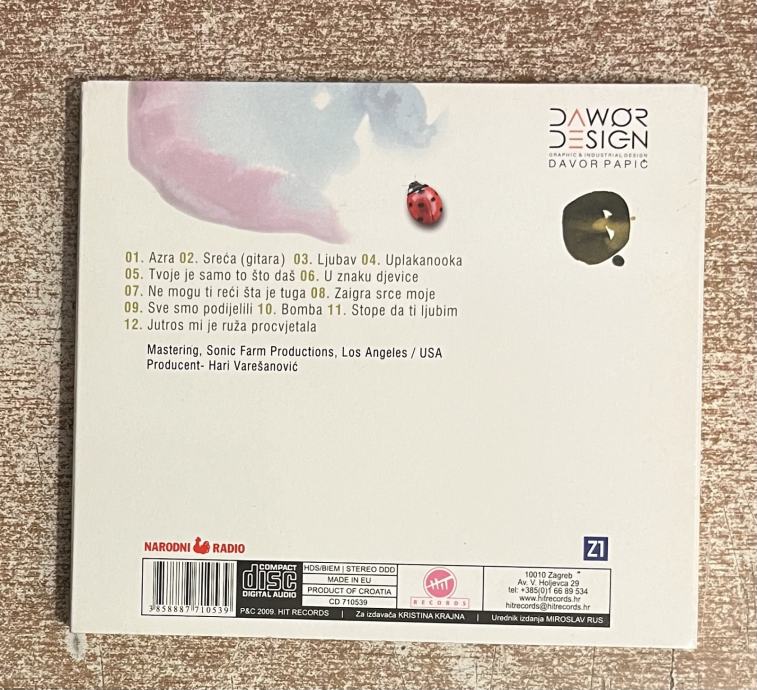 DAWOR
DESIGN
GRAPHIC & INDUSTRIAL DESIGN
DAVOR PAPIĆ
01. Azra 02. Sreća (gitara) 03. Ljubav 04. Uplakanooka
05. Tvoje je samo to što daš 06. U znaku djevice
07. Ne mogu ti reći šta je tuga 08. Zaigra srce moje
09. Sve smo podijelili 10. Bomba 11. Stope da ti ljubim
12. Jutros mi je ruža procvjetala
Mastering, Sonic Farm Productions, Los Angeles / USA
Producent- Hari Varešanović
NARODNI RADIO
Z1
COMPACT
disc
DIGITAL AUDIO
HDS/BIEM | STEREO DDD
MADE IN EU
PRODUCT OF CROATIA
CD 710539
HIT
RECORDS
10010 Zagreb
Av. V. Holjevca 29
tel: +385(0)1 66 89 534
www.hitrecords.hr
hitrecords@hitrecords.hr
3 858887 710539
P&C 2009. HIT RECORDS | Za izdavača KRISTINA KRAJNA | Urednik izdanja MIROSLAV RUS